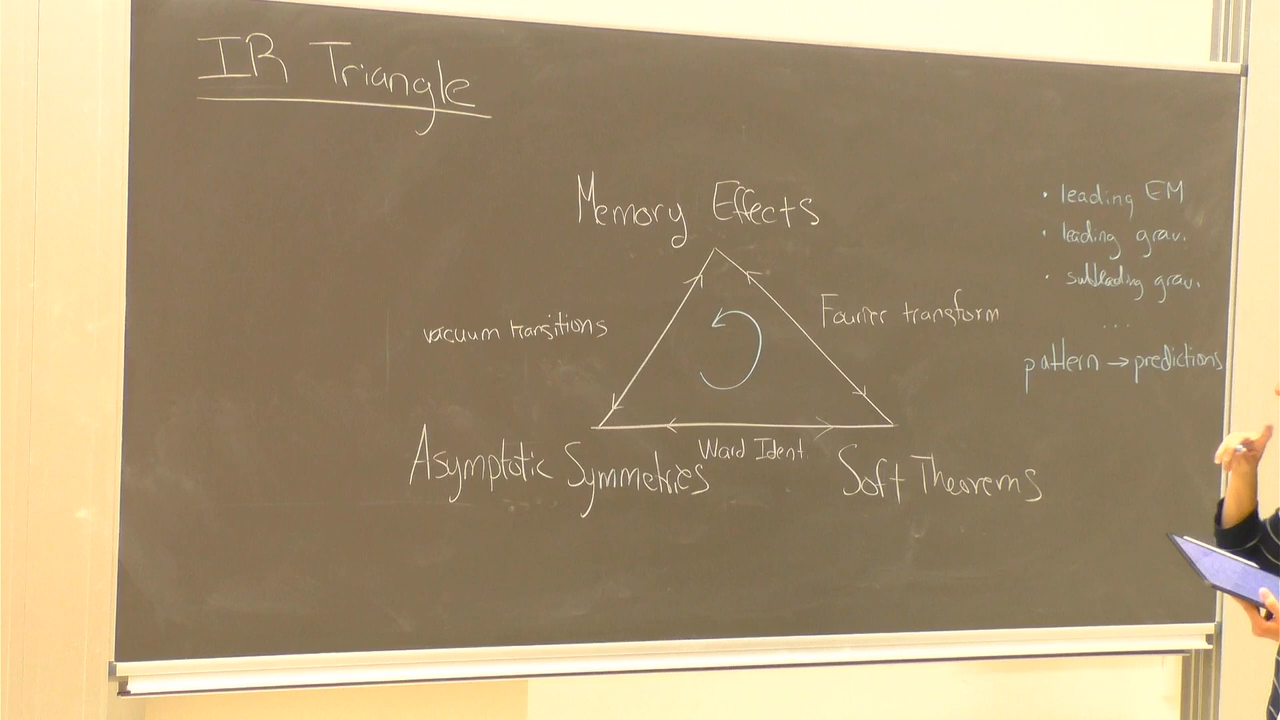 IR Triangle
Memory Effects
vacuum transitions
Fourier transform
Asymptotic Symmetries
Ward Ident.
Soft Theorems
• leading EM
• leading grav.
• subleading grav.
...
pattern → predictions